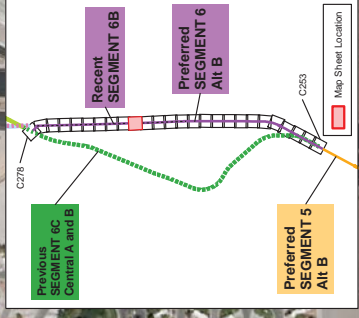 C278
Previous
SEGMENT 6C
Central A and B
Recent
SEGMENT 6B
Preferred
SEGMENT 6
Alt B
Preferred
SEGMENT 5
Alt B
C253
Map Sheet Location